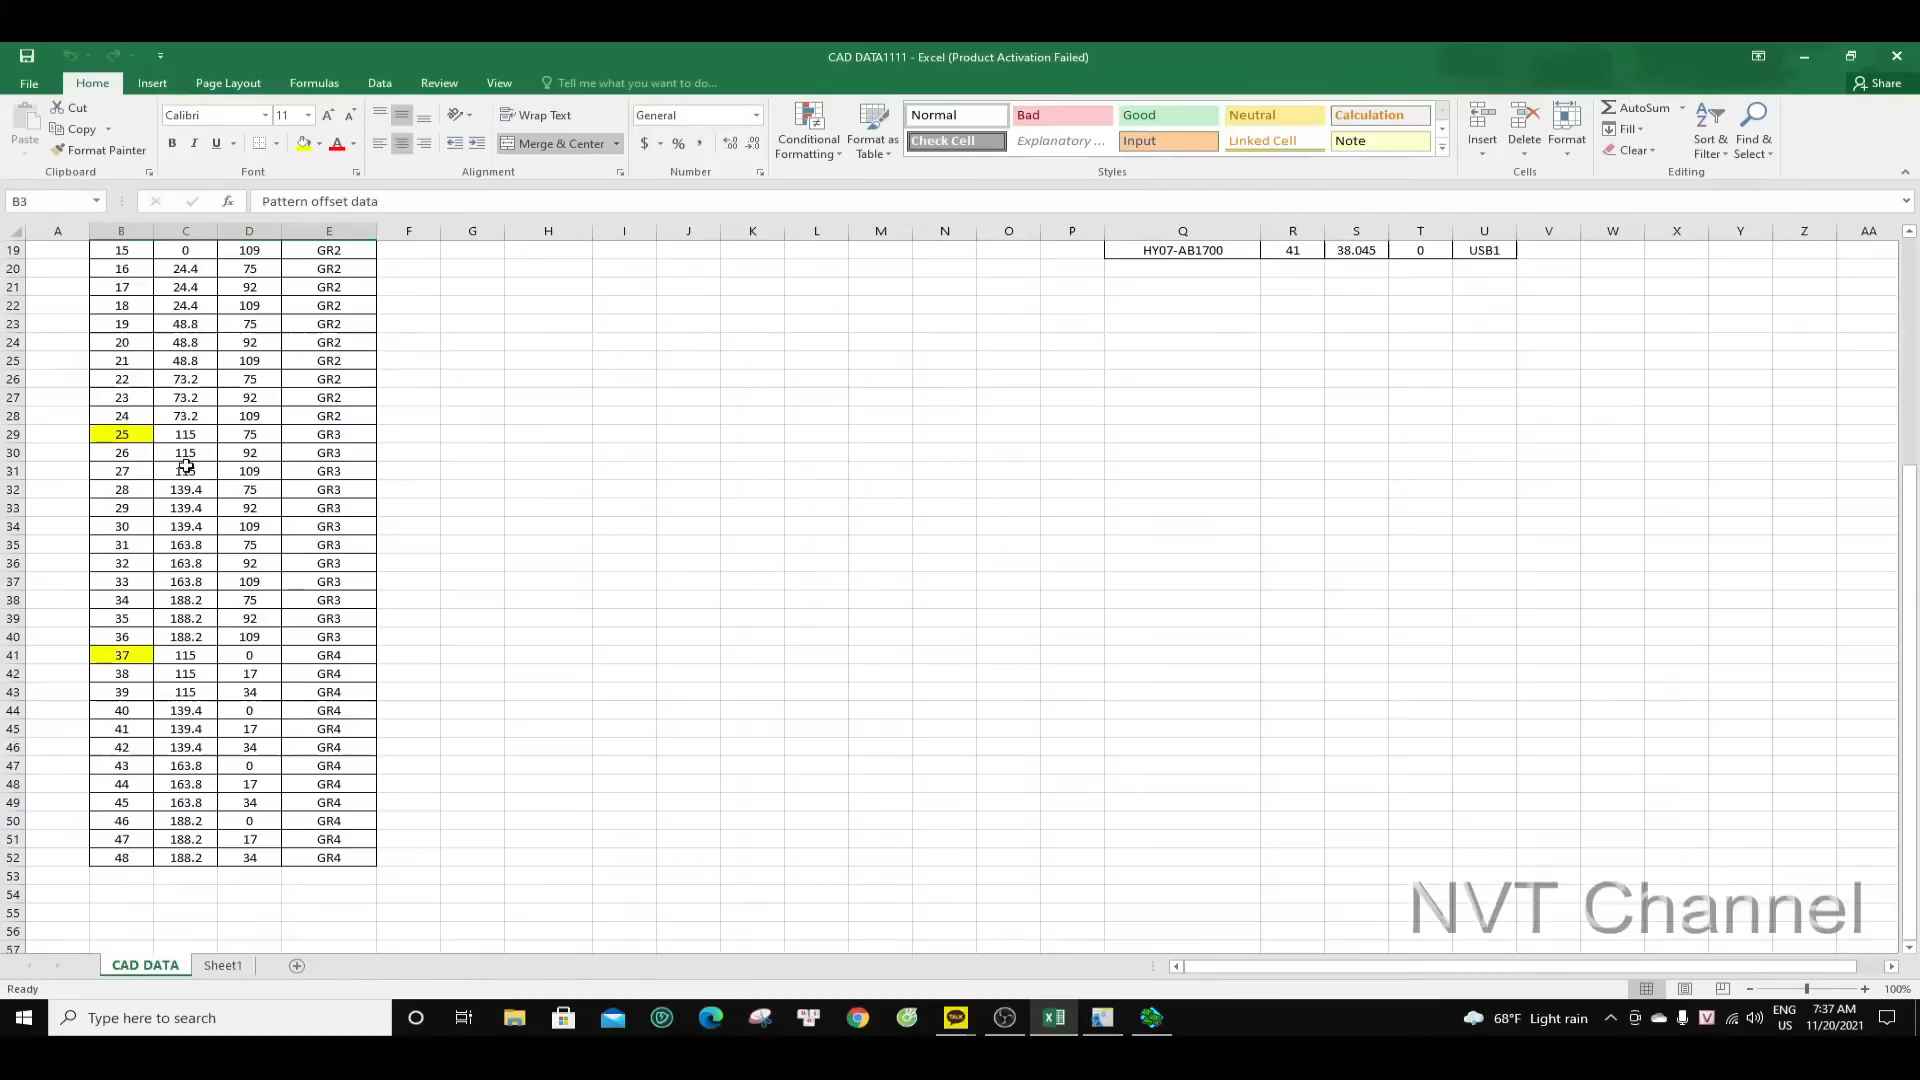 CAD DATA1111 - Excel (Product Activation Failed)
File Home Insert Page Layout Formulas Data Review View Tell me what you want to do... Share
Paste Cut Copy Format Painter Clipboard
Calibri 11 B I U Font
Wrap Text Merge & Center Alignment
General $ % Number
Conditional Formatting Format as Table
Normal Bad Good Neutral Calculation
Check Cell Explanatory ... Input Linked Cell Note
Styles
Insert Delete Format Cells
AutoSum Fill Clear Sort & Filter Find & Select Editing
B3 fx Pattern offset data
A B C D E F G H I J K L M N O P Q R S T U V W X Y Z AA
19 15 0 109 GR2 HY07-AB1700 41 38.045 0 USB1
20 16 24.4 75 GR2
21 17 24.4 92 GR2
22 18 24.4 109 GR2
23 19 48.8 75 GR2
24 20 48.8 92 GR2
25 21 48.8 109 GR2
26 22 73.2 75 GR2
27 23 73.2 92 GR2
28 24 73.2 109 GR2
29 25 115 75 GR3
30 26 115 92 GR3
31 27 115 109 GR3
32 28 139.4 75 GR3
33 29 139.4 92 GR3
34 30 139.4 109 GR3
35 31 163.8 75 GR3
36 32 163.8 92 GR3
37 33 163.8 109 GR3
38 34 188.2 75 GR3
39 35 188.2 92 GR3
40 36 188.2 109 GR3
41 37 115 0 GR4
42 38 115 17 GR4
43 39 115 34 GR4
44 40 139.4 0 GR4
45 41 139.4 17 GR4
46 42 139.4 34 GR4
47 43 163.8 0 GR4
48 44 163.8 17 GR4
49 45 163.8 34 GR4
50 46 188.2 0 GR4
51 47 188.2 17 GR4
52 48 188.2 34 GR4
53
54
55
56
57
NVT Channel
CAD DATA Sheet1
Ready 100%
Type here to search TALK V 68°F Light rain ENG US 7:37 AM 11/20/2021